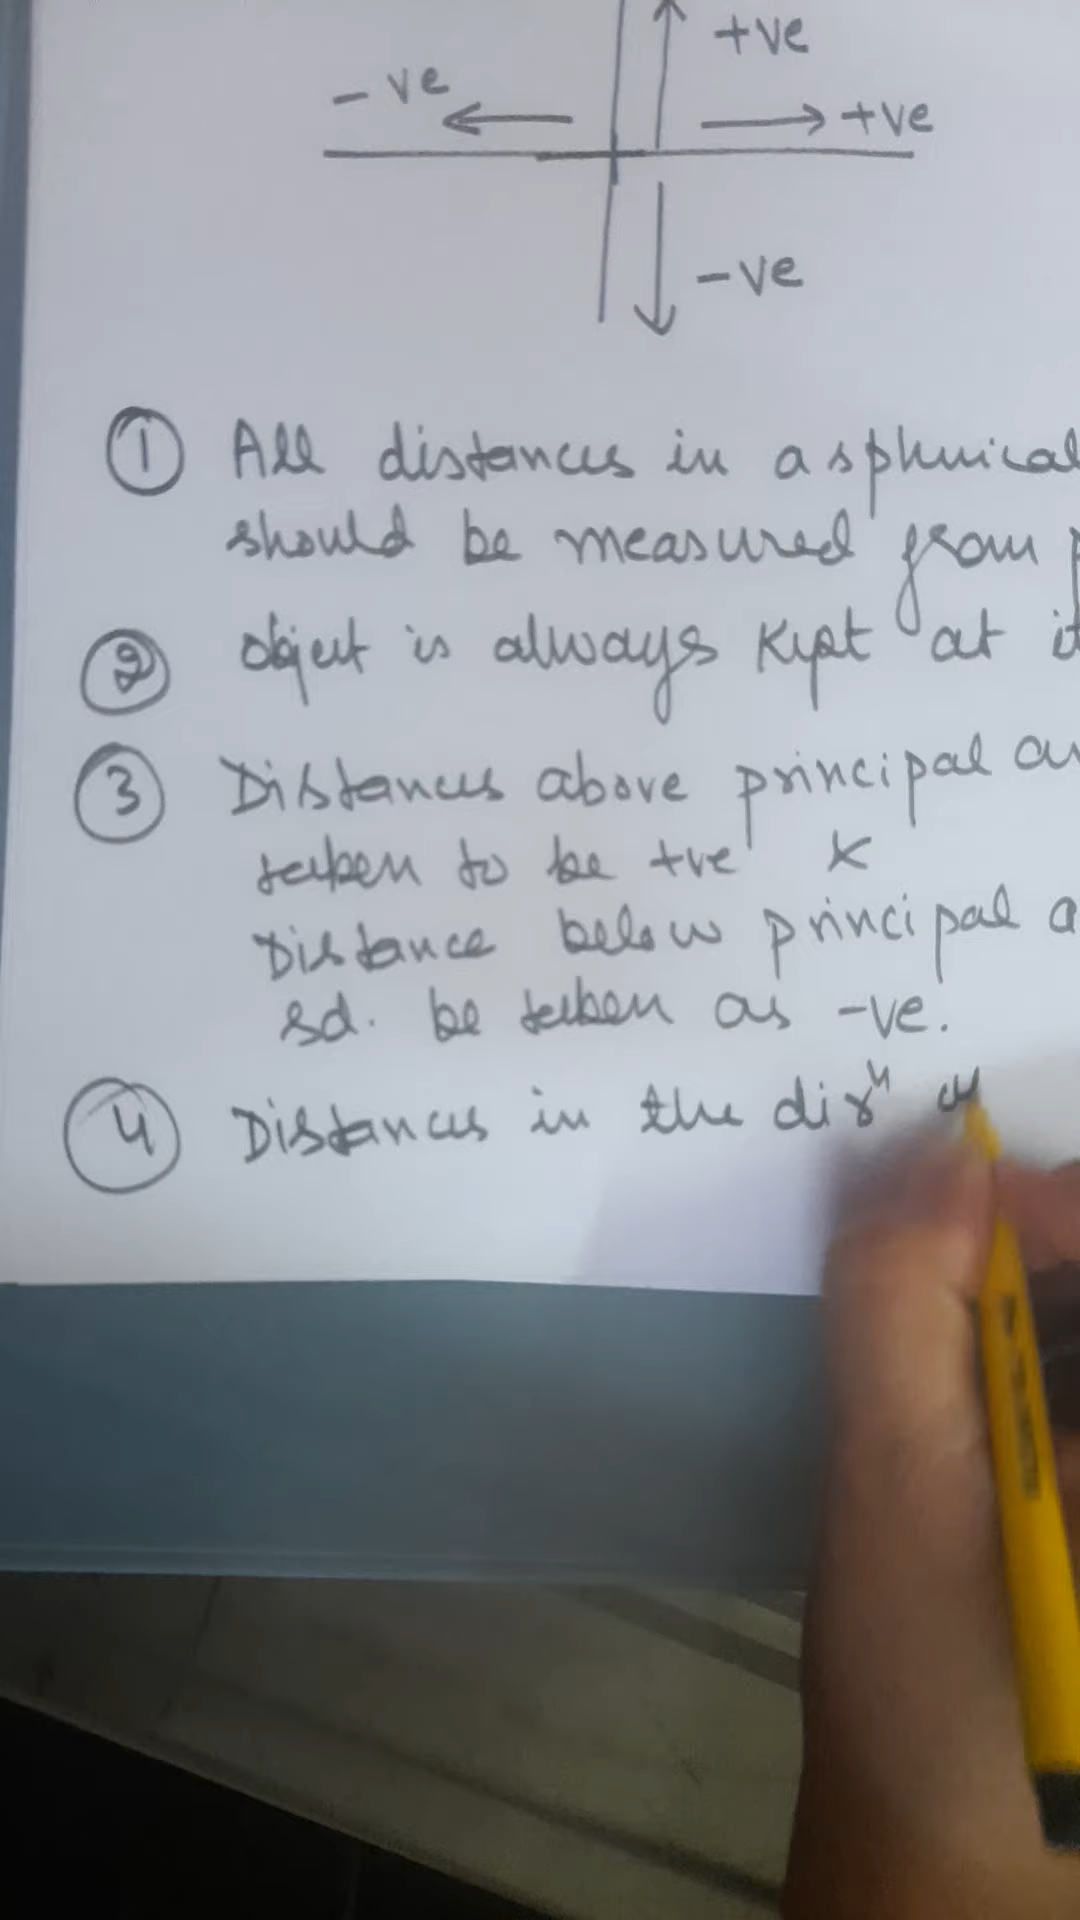 +ve
-ve
+ve
-ve
1 All distances in a spherical
should be measured from
2 object is always kept at
3 Distances above principal
taken to be +ve &
Distance below principal
sd. be taken as -ve.
4 Distances in the dirⁿ